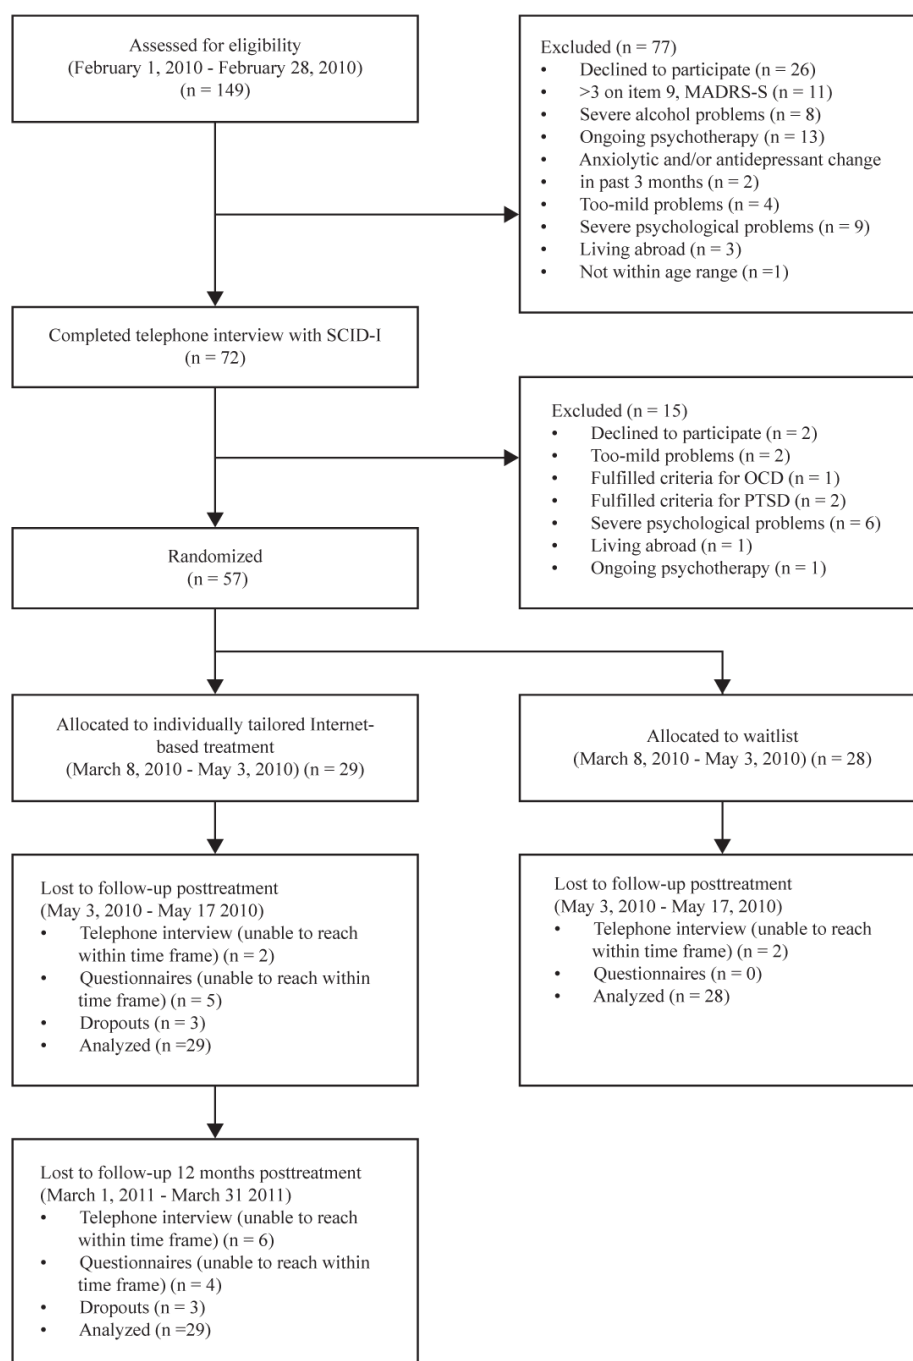 Assessed for eligibility
(February 1, 2010 - February 28, 2010)
(n = 149)
Excluded (n = 77)
• Declined to participate (n = 26)
• >3 on item 9, MADRS-S (n = 11)
• Severe alcohol problems (n = 8)
• Ongoing psychotherapy (n = 13)
• Anxiolytic and/or antidepressant change
• in past 3 months (n = 2)
• Too-mild problems (n = 4)
• Severe psychological problems (n = 9)
• Living abroad (n = 3)
• Not within age range (n =1)
Completed telephone interview with SCID-I
(n = 72)
Excluded (n = 15)
• Declined to participate (n = 2)
• Too-mild problems (n = 2)
• Fulfilled criteria for OCD (n = 1)
• Fulfilled criteria for PTSD (n = 2)
• Severe psychological problems (n = 6)
• Living abroad (n = 1)
• Ongoing psychotherapy (n = 1)
Randomized
(n = 57)
Allocated to individually tailored Internet-
based treatment
(March 8, 2010 - May 3, 2010) (n = 29)
Allocated to waitlist
(March 8, 2010 - May 3, 2010) (n = 28)
Lost to follow-up posttreatment
(May 3, 2010 - May 17 2010)
• Telephone interview (unable to reach
within time frame) (n = 2)
• Questionnaires (unable to reach within
time frame) (n = 5)
• Dropouts (n = 3)
• Analyzed (n =29)
Lost to follow-up posttreatment
(May 3, 2010 - May 17, 2010)
• Telephone interview (unable to reach
within time frame) (n = 2)
• Questionnaires (n = 0)
• Analyzed (n = 28)
Lost to follow-up 12 months posttreatment
(March 1, 2011 - March 31 2011)
• Telephone interview (unable to reach
within time frame) (n = 6)
• Questionnaires (unable to reach within
time frame) (n = 4)
• Dropouts (n = 3)
• Analyzed (n =29)